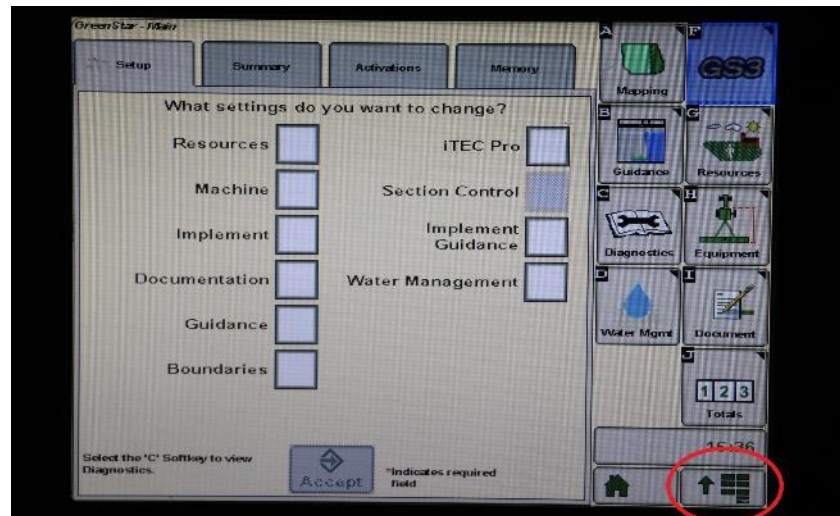 GreenStar - Main
Setup
Summary
Activations
Memory
What settings do you want to change?
Resources
iTEC Pro
Machine
Section Control
Implement
Implement
Guidance
Documentation
Water Management
Guidance
Boundaries
Select the 'C' Softkey to view
Diagnostics.
Accept
*Indicates required
field
A
Mapping
F
GS3
B
Guidance
G
Resources
C
Diagnostics
H
Equipment
D
Water Mgmt
I
Document
J
1 2 3
Totals
16:36